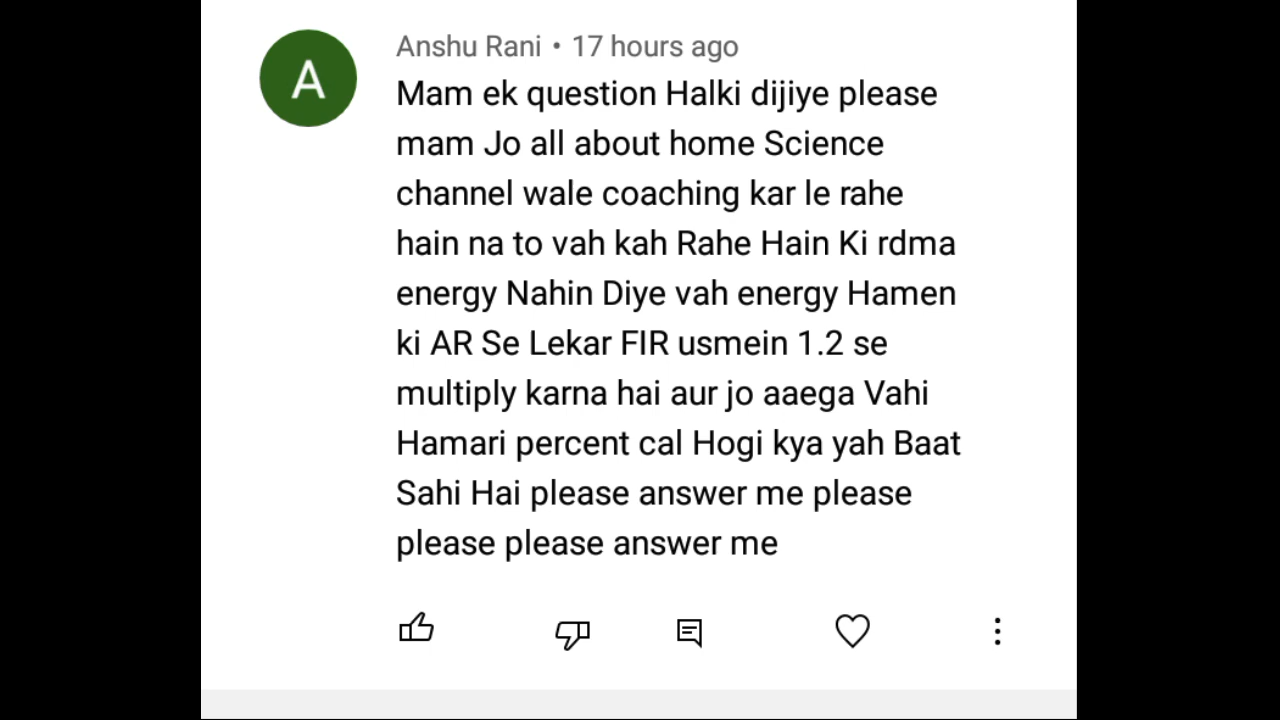 A
Anshu Rani • 17 hours ago
Mam ek question Halki dijiye please
mam Jo all about home Science
channel wale coaching kar le rahe
hain na to vah kah Rahe Hain Ki rdma
energy Nahin Diye vah energy Hamen
ki AR Se Lekar FIR usmein 1.2 se
multiply karna hai aur jo aaega Vahi
Hamari percent cal Hogi kya yah Baat
Sahi Hai please answer me please
please please answer me